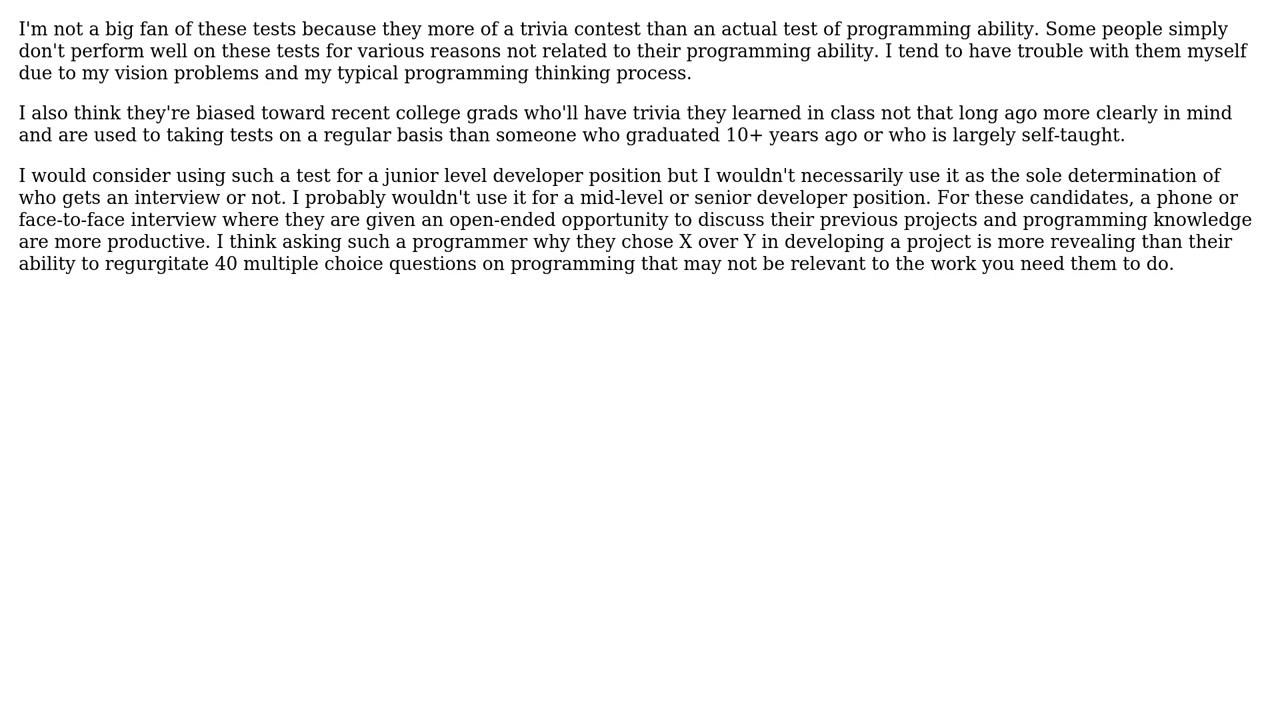 I'm not a big fan of these tests because they more of a trivia contest than an actual test of programming ability. Some people simply
don't perform well on these tests for various reasons not related to their programming ability. I tend to have trouble with them myself
due to my vision problems and my typical programming thinking process.
I also think they're biased toward recent college grads who'll have trivia they learned in class not that long ago more clearly in mind
and are used to taking tests on a regular basis than someone who graduated 10+ years ago or who is largely self-taught.
I would consider using such a test for a junior level developer position but I wouldn't necessarily use it as the sole determination of
who gets an interview or not. I probably wouldn't use it for a mid-level or senior developer position. For these candidates, a phone or
face-to-face interview where they are given an open-ended opportunity to discuss their previous projects and programming knowledge
are more productive. I think asking such a programmer why they chose X over Y in developing a project is more revealing than their
ability to regurgitate 40 multiple choice questions on programming that may not be relevant to the work you need them to do.